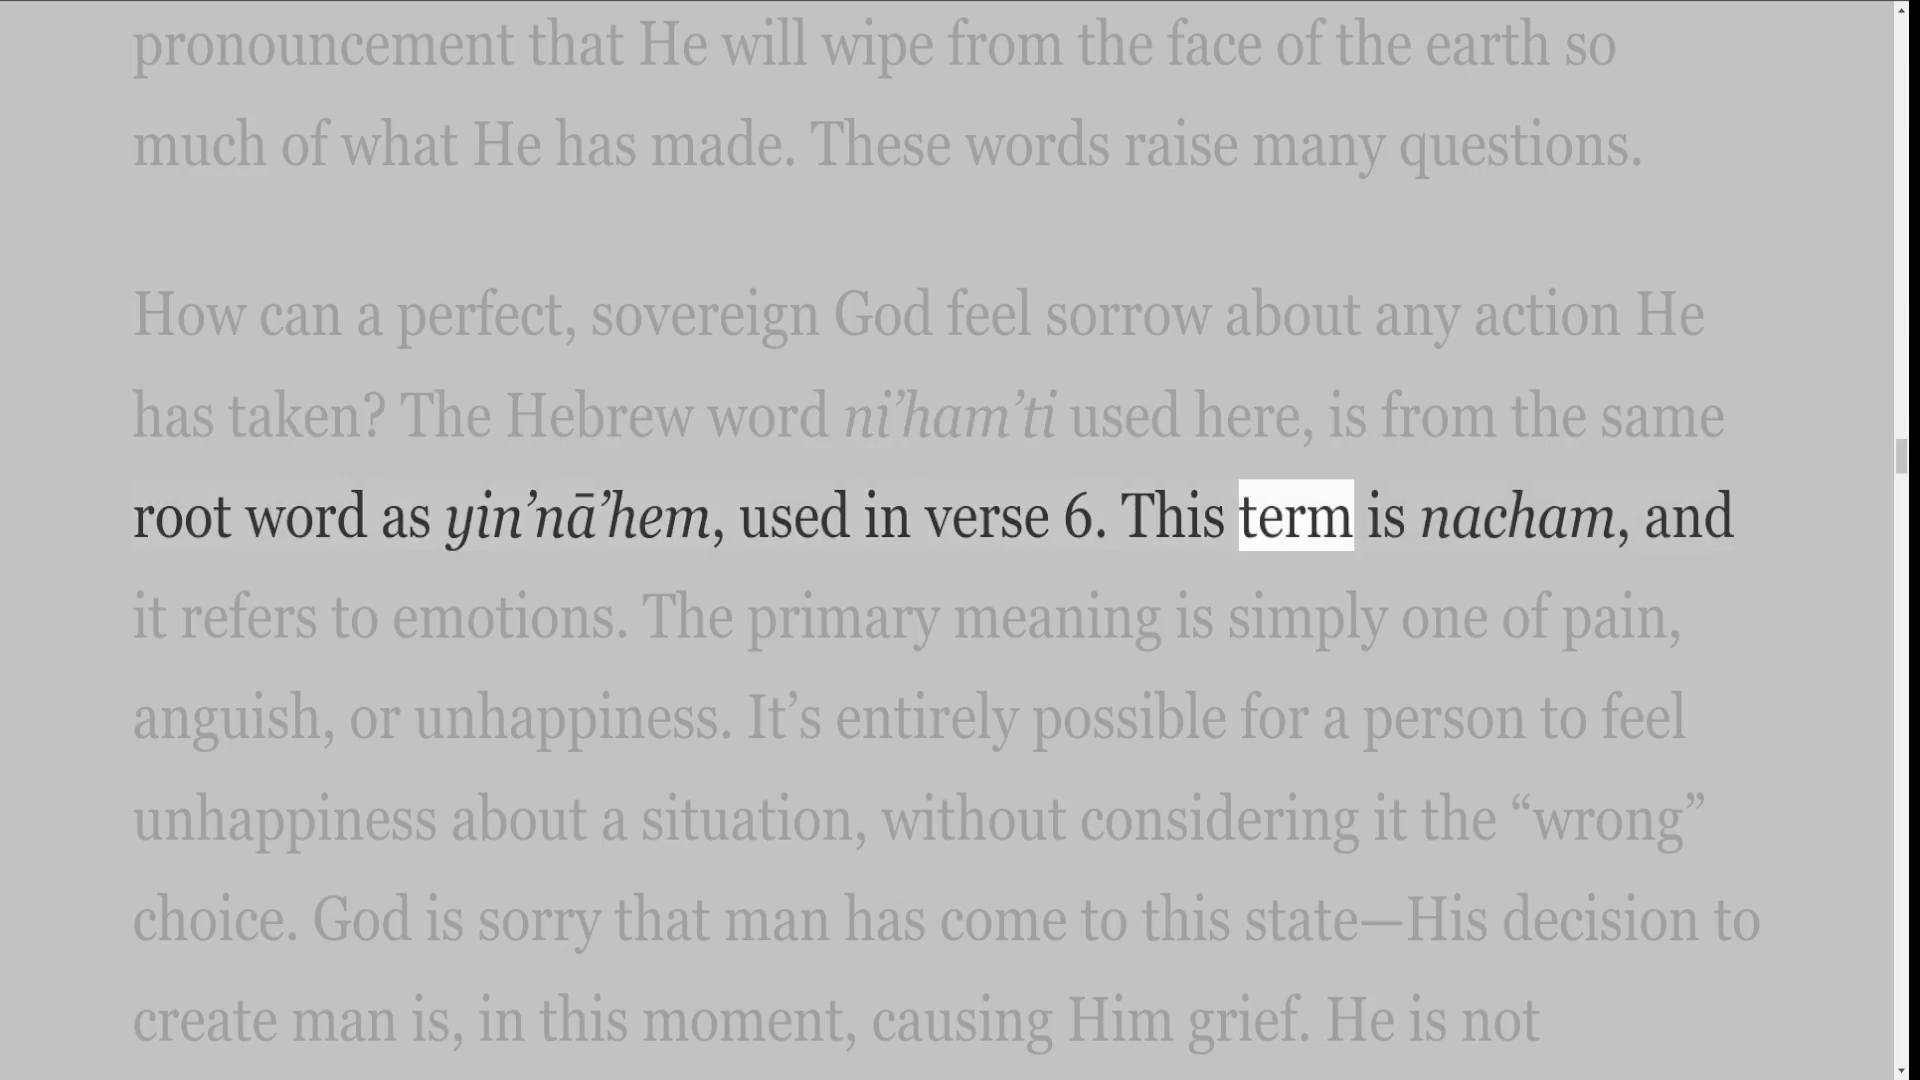 pronouncement that He will wipe from the face of the earth so
much of what He has made. These words raise many questions.
How can a perfect, sovereign God feel sorrow about any action He
has taken? The Hebrew word ni’ham’ti used here, is from the same
root word as yin’nā’hem, used in verse 6. This term is nacham, and
it refers to emotions. The primary meaning is simply one of pain,
anguish, or unhappiness. It’s entirely possible for a person to feel
unhappiness about a situation, without considering it the “wrong”
choice. God is sorry that man has come to this state—His decision to
create man is, in this moment, causing Him grief. He is not